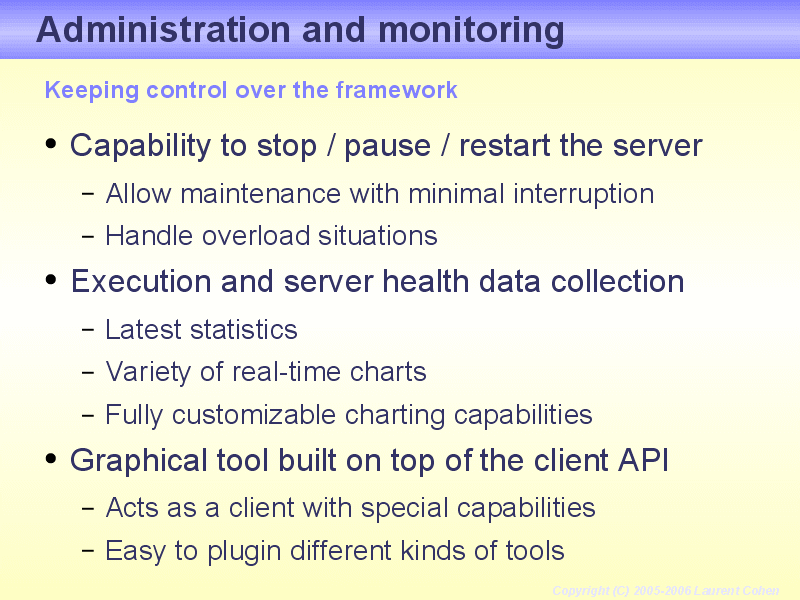 Administration and monitoring
Keeping control over the framework
• Capability to stop / pause / restart the server
– Allow maintenance with minimal interruption
– Handle overload situations
• Execution and server health data collection
– Latest statistics
– Variety of real-time charts
– Fully customizable charting capabilities
• Graphical tool built on top of the client API
– Acts as a client with special capabilities
– Easy to plugin different kinds of tools
Copyright (C) 2005-2006 Laurent Cohen